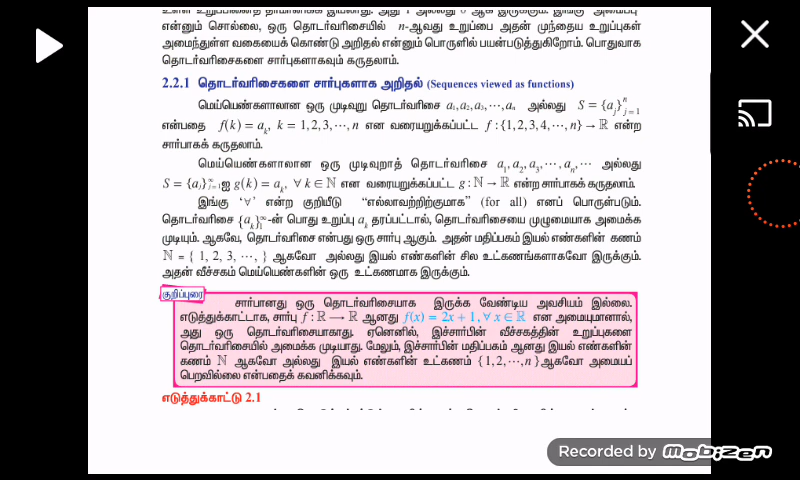 என்னும் சொல்லை, ஒரு தொடர்வரிசையில் n-ஆவது உறுப்பை அதன் முந்தைய உறுப்புகள்
அமைந்துள்ள வகையைக் கொண்டு அறிதல் என்னும் பொருளில் பயன்படுத்துகிறோம். பொதுவாக
தொடர்வரிசைகளை சார்புகளாகவும் கருதலாம்.
2.2.1 தொடர்வரிசைகளை சார்புகளாக அறிதல் (Sequences viewed as functions)
மெய்யெண்களாலான ஒரு முடிவுறு தொடர்வரிசை a₁, a₂, a₃, ⋯, aₙ அல்லது S = {aⱼ}ⁿⱼ₌₁
என்பதை f(k) = aₖ, k = 1, 2, 3, ⋯, n என வரையறுக்கப்பட்ட f : {1, 2, 3, 4, ⋯, n} → ℝ என்ற
சார்பாகக் கருதலாம்.
மெய்யெண்களாலான ஒரு முடிவுறாத் தொடர்வரிசை a₁, a₂, a₃, ⋯, aₙ, ⋯ அல்லது
S = {aⱼ}^∞ⱼ₌₁ஐ g(k) = aₖ, ∀ k ∈ ℕ என வரையறுக்கப்பட்ட g : ℕ → ℝ என்ற சார்பாகக் கருதலாம்.
இங்கு ‘∀’ என்ற குறியீடு “எல்லாவற்றிற்குமாக” (for all) எனப் பொருள்படும்.
தொடர்வரிசை {aₖ}₁^∞-ன் பொது உறுப்பு aₖ தரப்பட்டால், தொடர்வரிசையை முழுமையாக அமைக்க
முடியும். ஆகவே, தொடர்வரிசை என்பது ஒரு சார்பு ஆகும். அதன் மதிப்பகம் இயல் எண்களின் கணம்
ℕ = { 1, 2, 3, ⋯, } ஆகவோ அல்லது இயல் எண்களின் சில உட்கணங்களாகவோ இருக்கும்.
அதன் வீச்சகம் மெய்யெண்களின் ஒரு உட்கணமாக இருக்கும்.
குறிப்புரை
சார்பானது ஒரு தொடர்வரிசையாக இருக்க வேண்டிய அவசியம் இல்லை.
எடுத்துக்காட்டாக, சார்பு f : ℝ → ℝ ஆனது f(x) = 2x + 1, ∀ x ∈ ℝ என அமையுமானால்,
அது ஒரு தொடர்வரிசையாகாது. ஏனெனில், இச்சார்பின் வீச்சகத்தின் உறுப்புகளை
தொடர்வரிசையில் அமைக்க முடியாது. மேலும், இச்சார்பின் மதிப்பகம் ஆனது இயல் எண்களின்
கணம் ℕ ஆகவோ அல்லது இயல் எண்களின் உட்கணம் {1, 2, ⋯, n} ஆகவோ அமையப்
பெறவில்லை என்பதைக் கவனிக்கவும்.
எடுத்துக்காட்டு 2.1
Recorded by mobizen